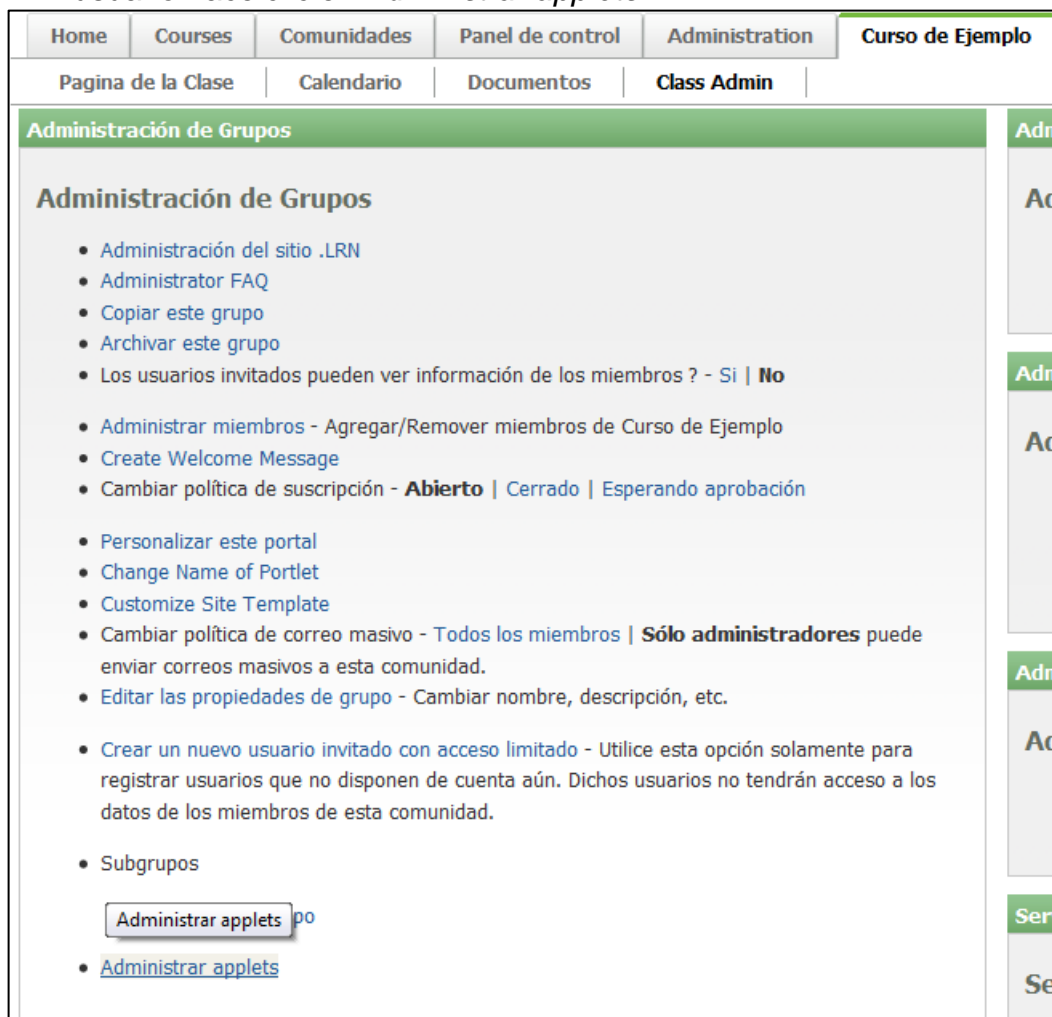 Home Courses Comunidades Panel de control Administration Curso de Ejemplo
Pagina de la Clase Calendario Documentos Class Admin
Administración de Grupos
Administración de Grupos
• Administración del sitio .LRN
• Administrator FAQ
• Copiar este grupo
• Archivar este grupo
• Los usuarios invitados pueden ver información de los miembros ? - Si | No
• Administrar miembros - Agregar/Remover miembros de Curso de Ejemplo
• Create Welcome Message
• Cambiar política de suscripción - Abierto | Cerrado | Esperando aprobación
• Personalizar este portal
• Change Name of Portlet
• Customize Site Template
• Cambiar política de correo masivo - Todos los miembros | Sólo administradores puede
enviar correos masivos a esta comunidad.
• Editar las propiedades de grupo - Cambiar nombre, descripción, etc.
• Crear un nuevo usuario invitado con acceso limitado - Utilice esta opción solamente para
registrar usuarios que no disponen de cuenta aún. Dichos usuarios no tendrán acceso a los
datos de los miembros de esta comunidad.
• Subgrupos
Administrar applets po
• Administrar applets